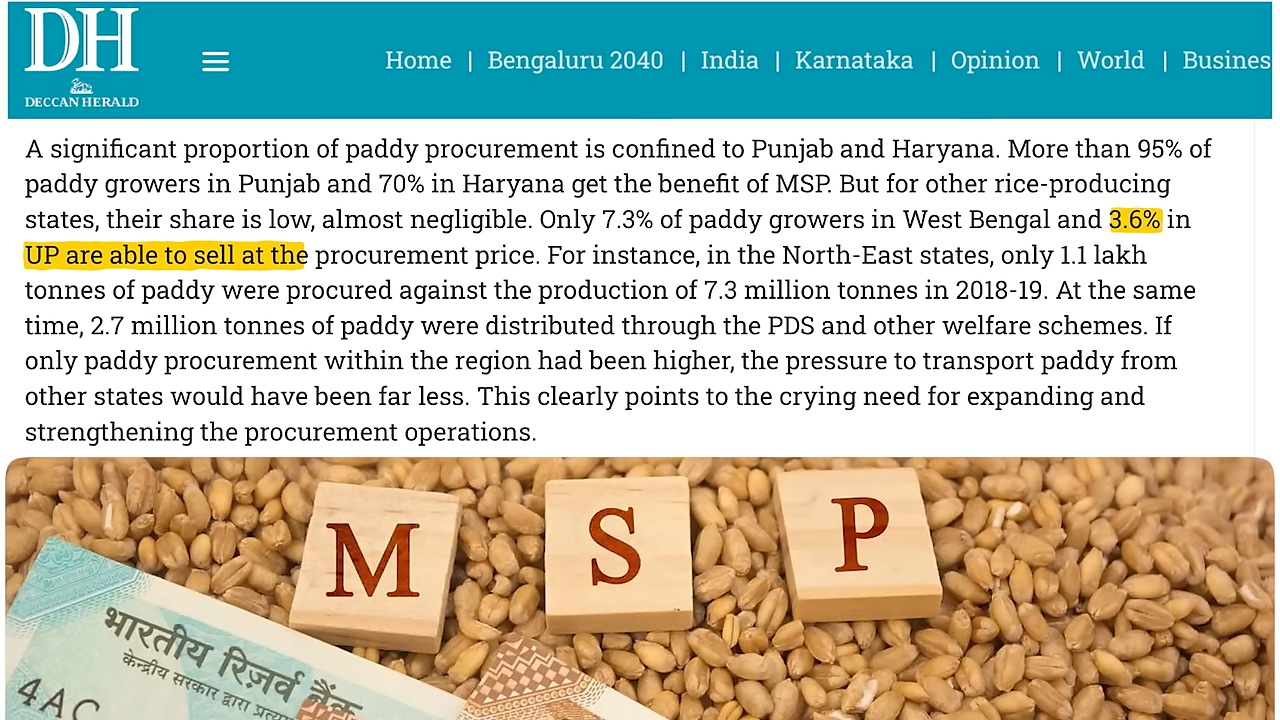 DH
DECCAN HERALD
Home | Bengaluru 2040 | India | Karnataka | Opinion | World | Busines
A significant proportion of paddy procurement is confined to Punjab and Haryana. More than 95% of
paddy growers in Punjab and 70% in Haryana get the benefit of MSP. But for other rice-producing
states, their share is low, almost negligible. Only 7.3% of paddy growers in West Bengal and 3.6% in
UP are able to sell at the procurement price. For instance, in the North-East states, only 1.1 lakh
tonnes of paddy were procured against the production of 7.3 million tonnes in 2018-19. At the same
time, 2.7 million tonnes of paddy were distributed through the PDS and other welfare schemes. If
only paddy procurement within the region had been higher, the pressure to transport paddy from
other states would have been far less. This clearly points to the crying need for expanding and
strengthening the procurement operations.
M S P
भारतीय रिज़र्व बैंक
केन्द्रीय सरकार द्वारा
4AC